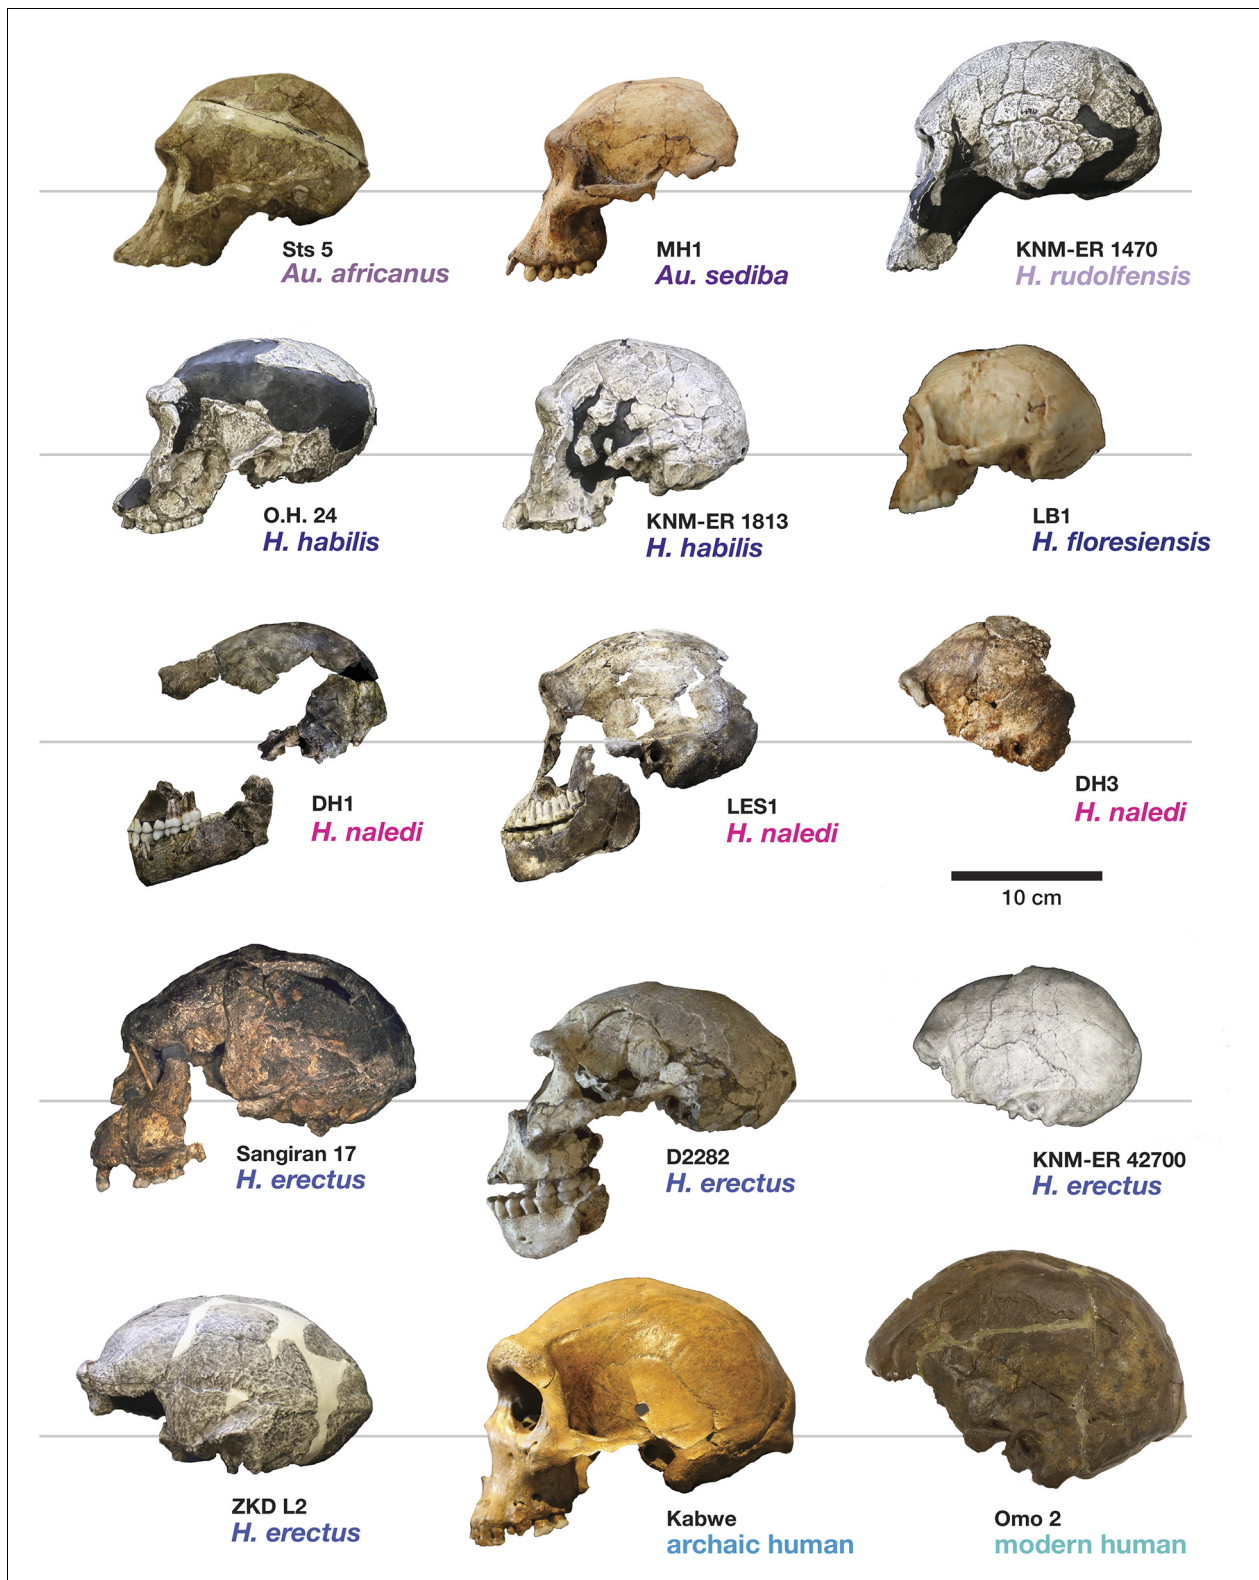 Sts 5
Au. africanus
MH1
Au. sediba
KNM-ER 1470
H. rudolfensis
O.H. 24
H. habilis
KNM-ER 1813
H. habilis
LB1
H. floresiensis
DH1
H. naledi
LES1
H. naledi
DH3
H. naledi
10 cm
Sangiran 17
H. erectus
D2282
H. erectus
KNM-ER 42700
H. erectus
ZKD L2
H. erectus
Kabwe
archaic human
Omo 2
modern human